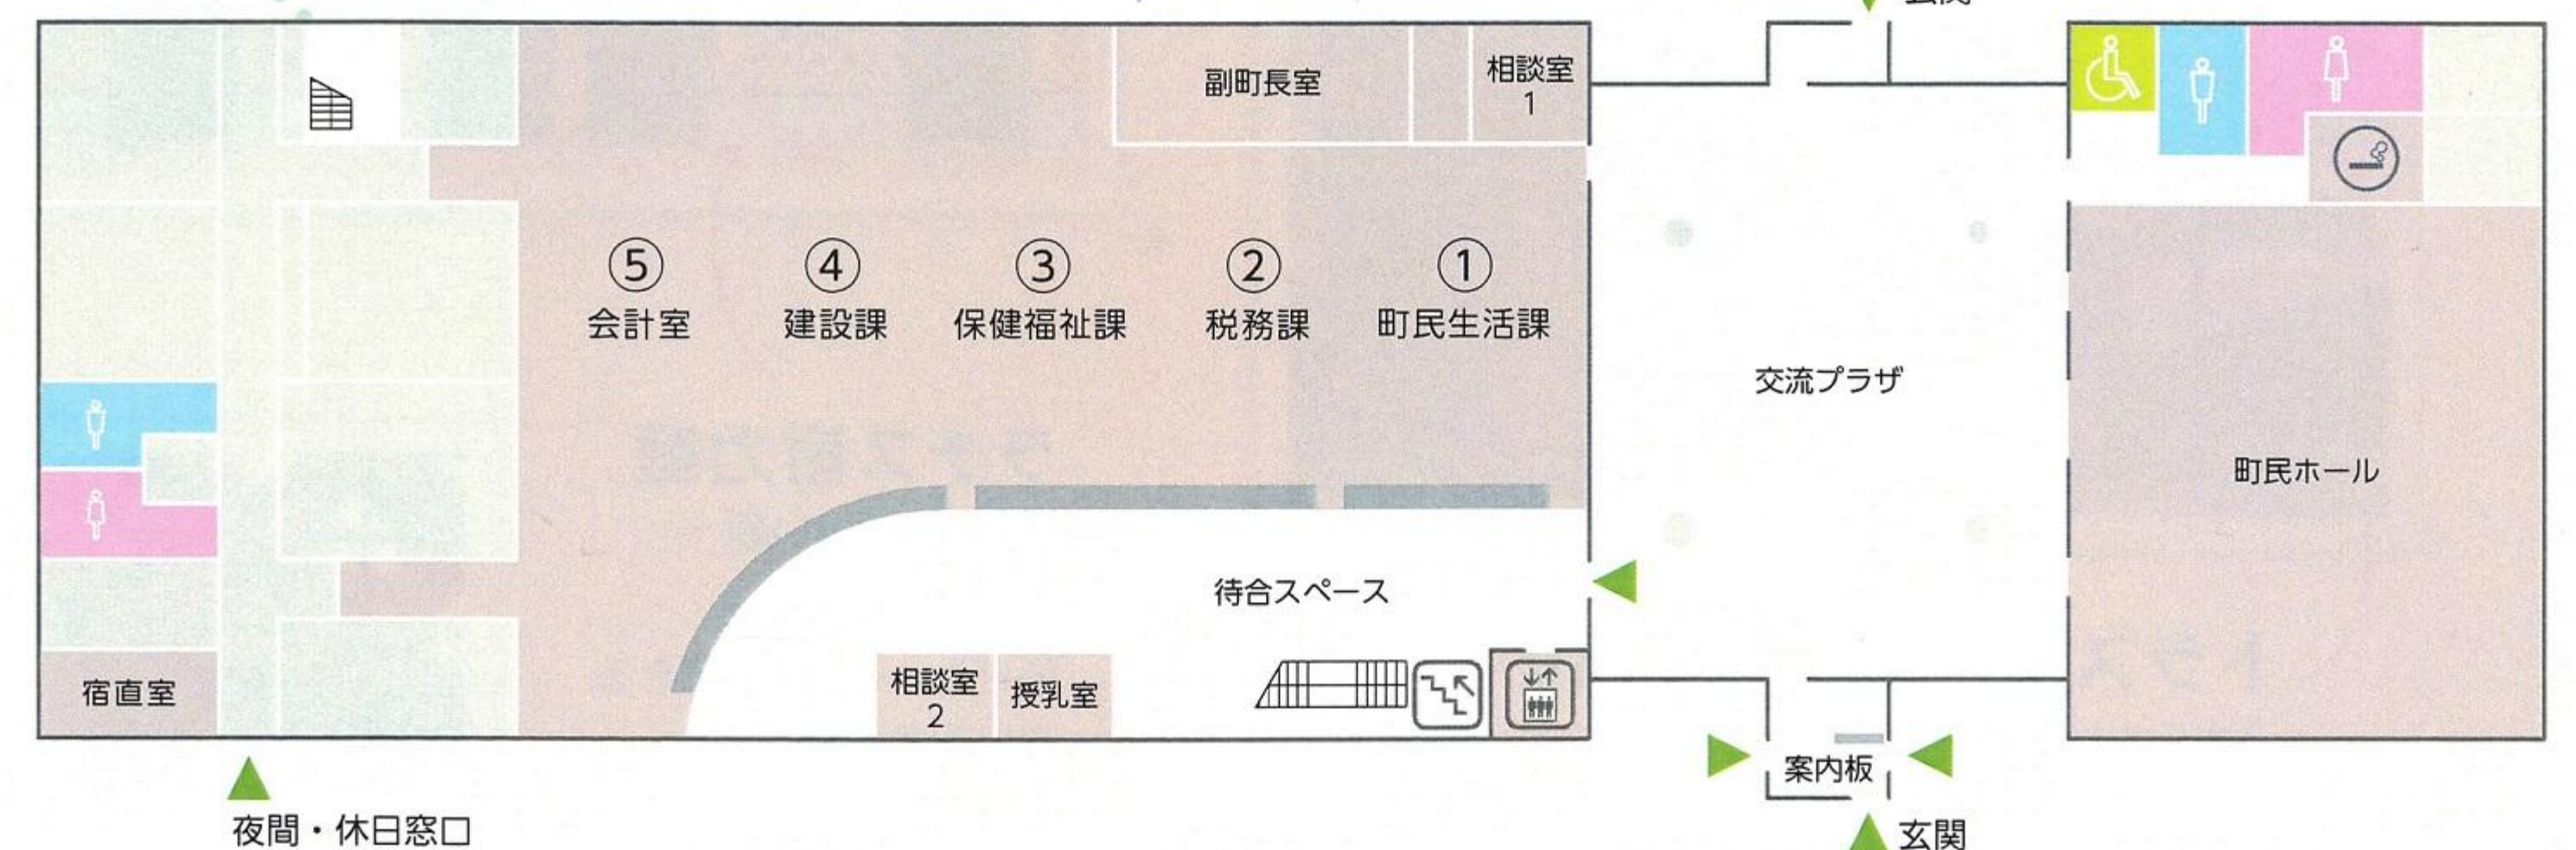 玄関
副町長室
相談室
1
⑤
会計室
④
建設課
③
保健福祉課
②
税務課
①
町民生活課
交流プラザ
町民ホール
待合スペース
宿直室
相談室
2
授乳室
案内板
夜間・休日窓口
玄関